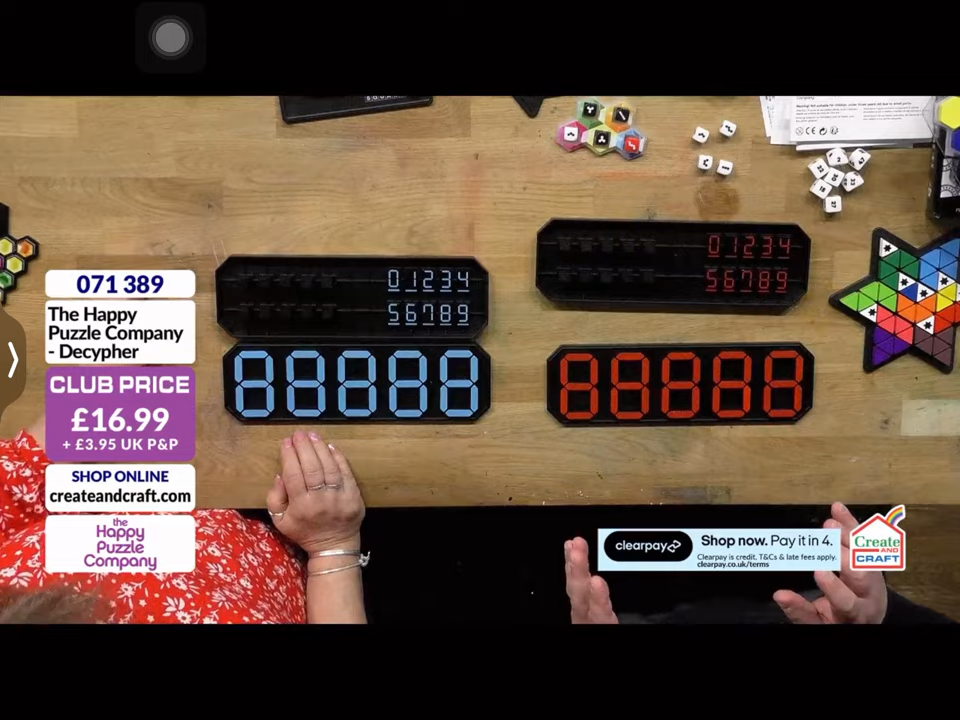 071 389
The Happy
Puzzle Company
- Decypher
CLUB PRICE
£16.99
+ £3.95 UK P&P
SHOP ONLINE
createandcraft.com
the
Happy
Puzzle
Company
01234
56789
01234
56789
88888
88888
clearpay
Shop now. Pay it in 4.
Clearpay is credit. T&Cs & late fees apply.
clearpay.co.uk/terms
Create
AND
CRAFT